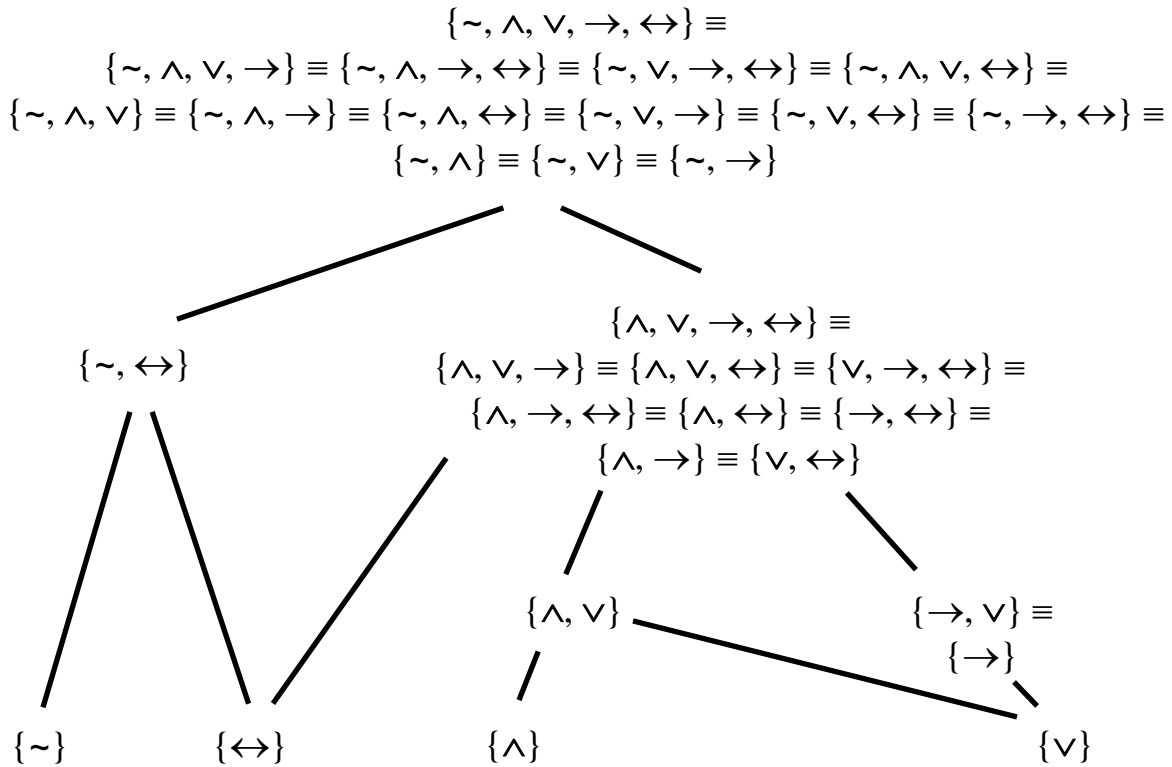 {~, ∧, ∨, →, ↔} ≡
{~, ∧, ∨, →} ≡ {~, ∧, →, ↔} ≡ {~, ∨, →, ↔} ≡ {~, ∧, ∨, ↔} ≡
{~, ∧, ∨} ≡ {~, ∧, →} ≡ {~, ∧, ↔} ≡ {~, ∨, →} ≡ {~, ∨, ↔} ≡ {~, →, ↔} ≡
{~, ∧} ≡ {~, ∨} ≡ {~, →}
{∧, ∨, →, ↔} ≡
{~, ↔}
{∧, ∨, →} ≡ {∧, ∨, ↔} ≡ {∨, →, ↔} ≡
{∧, →, ↔} ≡ {∧, ↔} ≡ {→, ↔} ≡
{∧, →} ≡ {∨, ↔}
{∧, ∨}
{→, ∨} ≡
{→}
{~}
{↔}
{∧}
{∨}